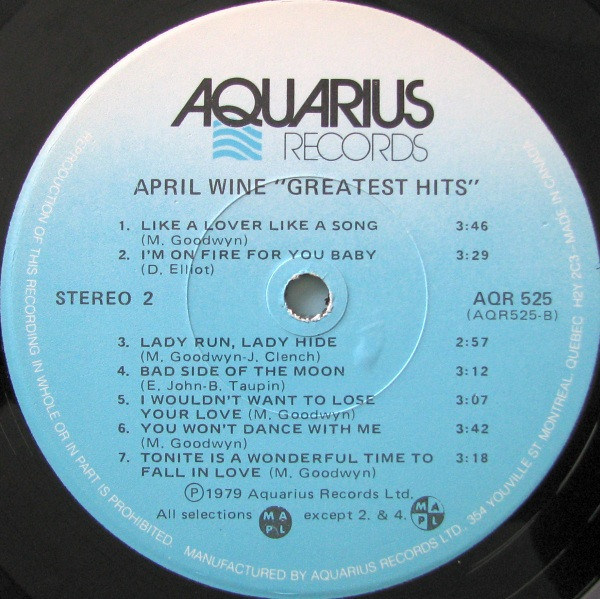 AQUARIUS
RECORDS
APRIL WINE "GREATEST HITS"
1. LIKE A LOVER LIKE A SONG 3:46
(M. Goodwyn)
2. I'M ON FIRE FOR YOU BABY 3:29
(D. Elliot)
STEREO 2
AQR 525
(AQR525-B)
3. LADY RUN, LADY HIDE 2:57
(M. Goodwyn-J. Clench)
4. BAD SIDE OF THE MOON 3:12
(E. John-B. Taupin)
5. I WOULDN'T WANT TO LOSE 3:07
YOUR LOVE (M. Goodwyn)
6. YOU WON'T DANCE WITH ME 3:42
(M. Goodwyn)
7. TONITE IS A WONDERFUL TIME TO 3:18
FALL IN LOVE (M. Goodwyn)
Ⓟ1979 Aquarius Records Ltd.
All selections MAPL except 2. & 4. MAPL
REPRODUCTION OF THIS RECORDING IN WHOLE OR IN PART IS PROHIBITED.
MANUFACTURED BY AQUARIUS RECORDS LTD., 354 YOUVILLE ST. MONTREAL QUEBEC H2Y 2C3 – MADE IN CANADA